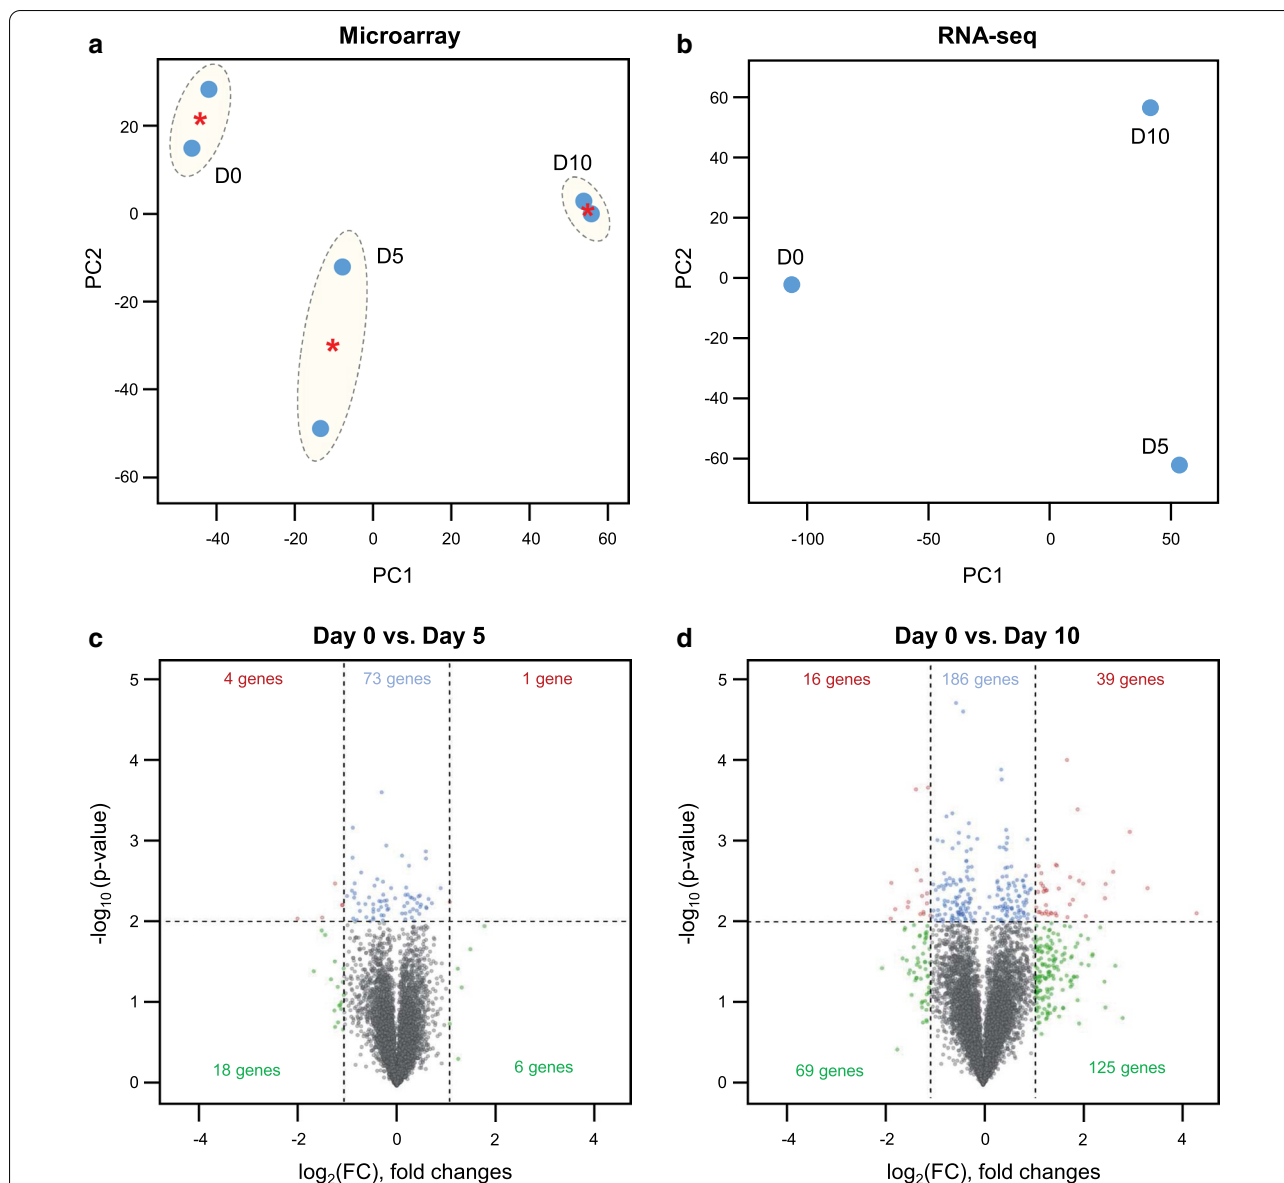 a
Microarray
D0
D5
D10
20
0
-20
-40
-60
PC2
-40
-20
0
20
40
60
PC1
b
RNA-seq
D10
D0
D5
60
40
20
0
-20
-40
-60
PC2
-100
-50
0
50
PC1
c
Day 0 vs. Day 5
4 genes
73 genes
1 gene
18 genes
6 genes
5
4
3
2
1
0
-log10(p-value)
-4
-2
0
2
4
log2(FC), fold changes
d
Day 0 vs. Day 10
16 genes
186 genes
39 genes
69 genes
125 genes
5
4
3
2
1
0
-log10(p-value)
-4
-2
0
2
4
log2(FC), fold changes